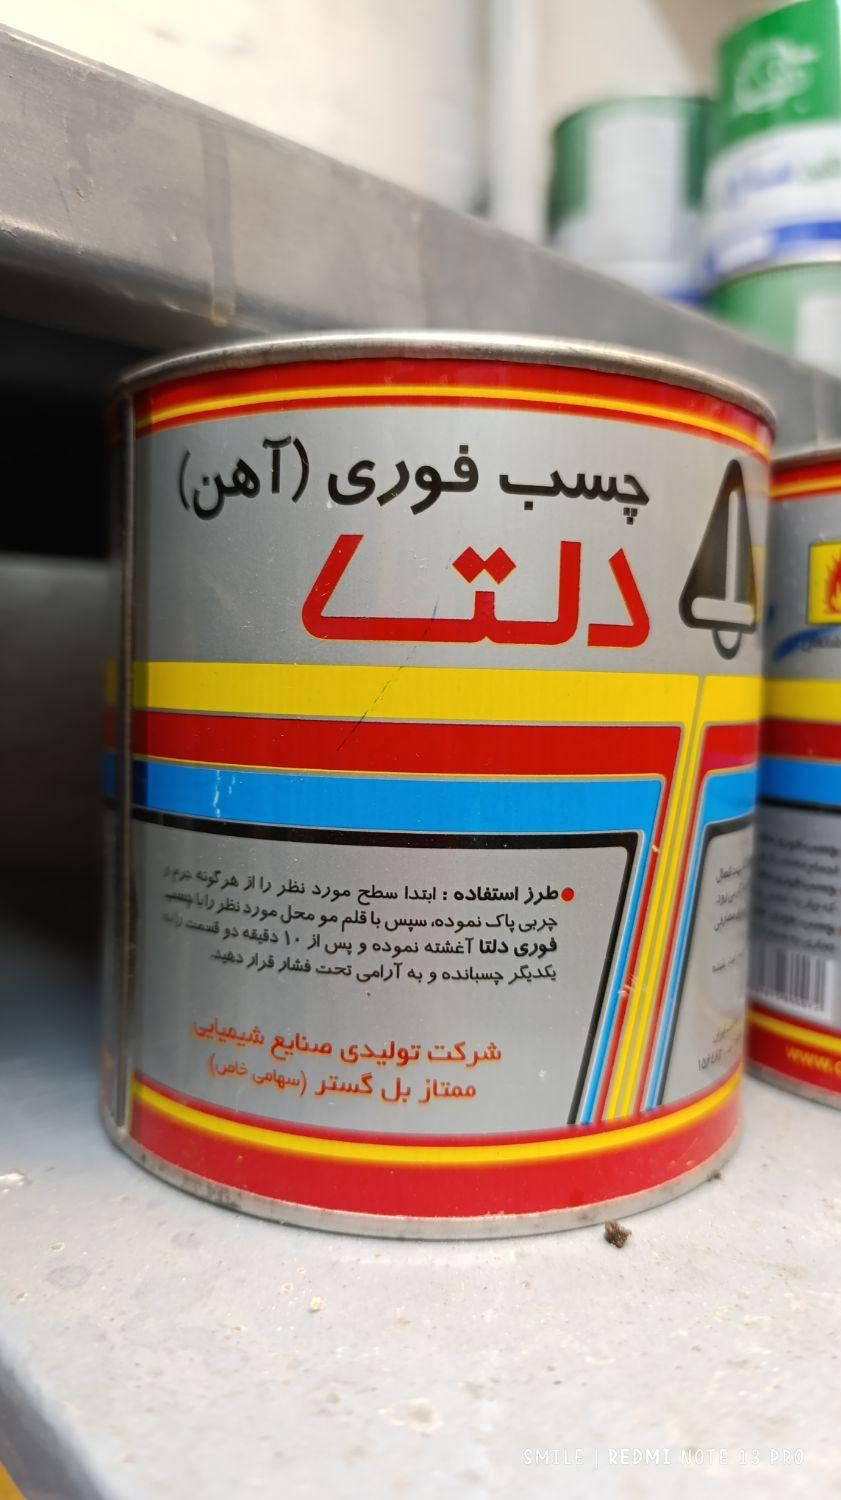 چسب فوری (آهن)
دلتا
● طرز استفاده : ابتدا سطح مورد نظر را از هرگونه جرم و
چربی پاک نموده، سپس با قلم مو محل مورد نظر را با چسب
فوری دلتا آغشته نموده و پس از ۱۰ دقیقه دو قسمت را به
یکدیگر چسبانده و به آرامی تحت فشار قرار دهید.
شرکت تولیدی صنایع شیمیایی
ممتاز بل گستر (سهامی خاص)
www.
SMILE | REDMI NOTE 13 PRO